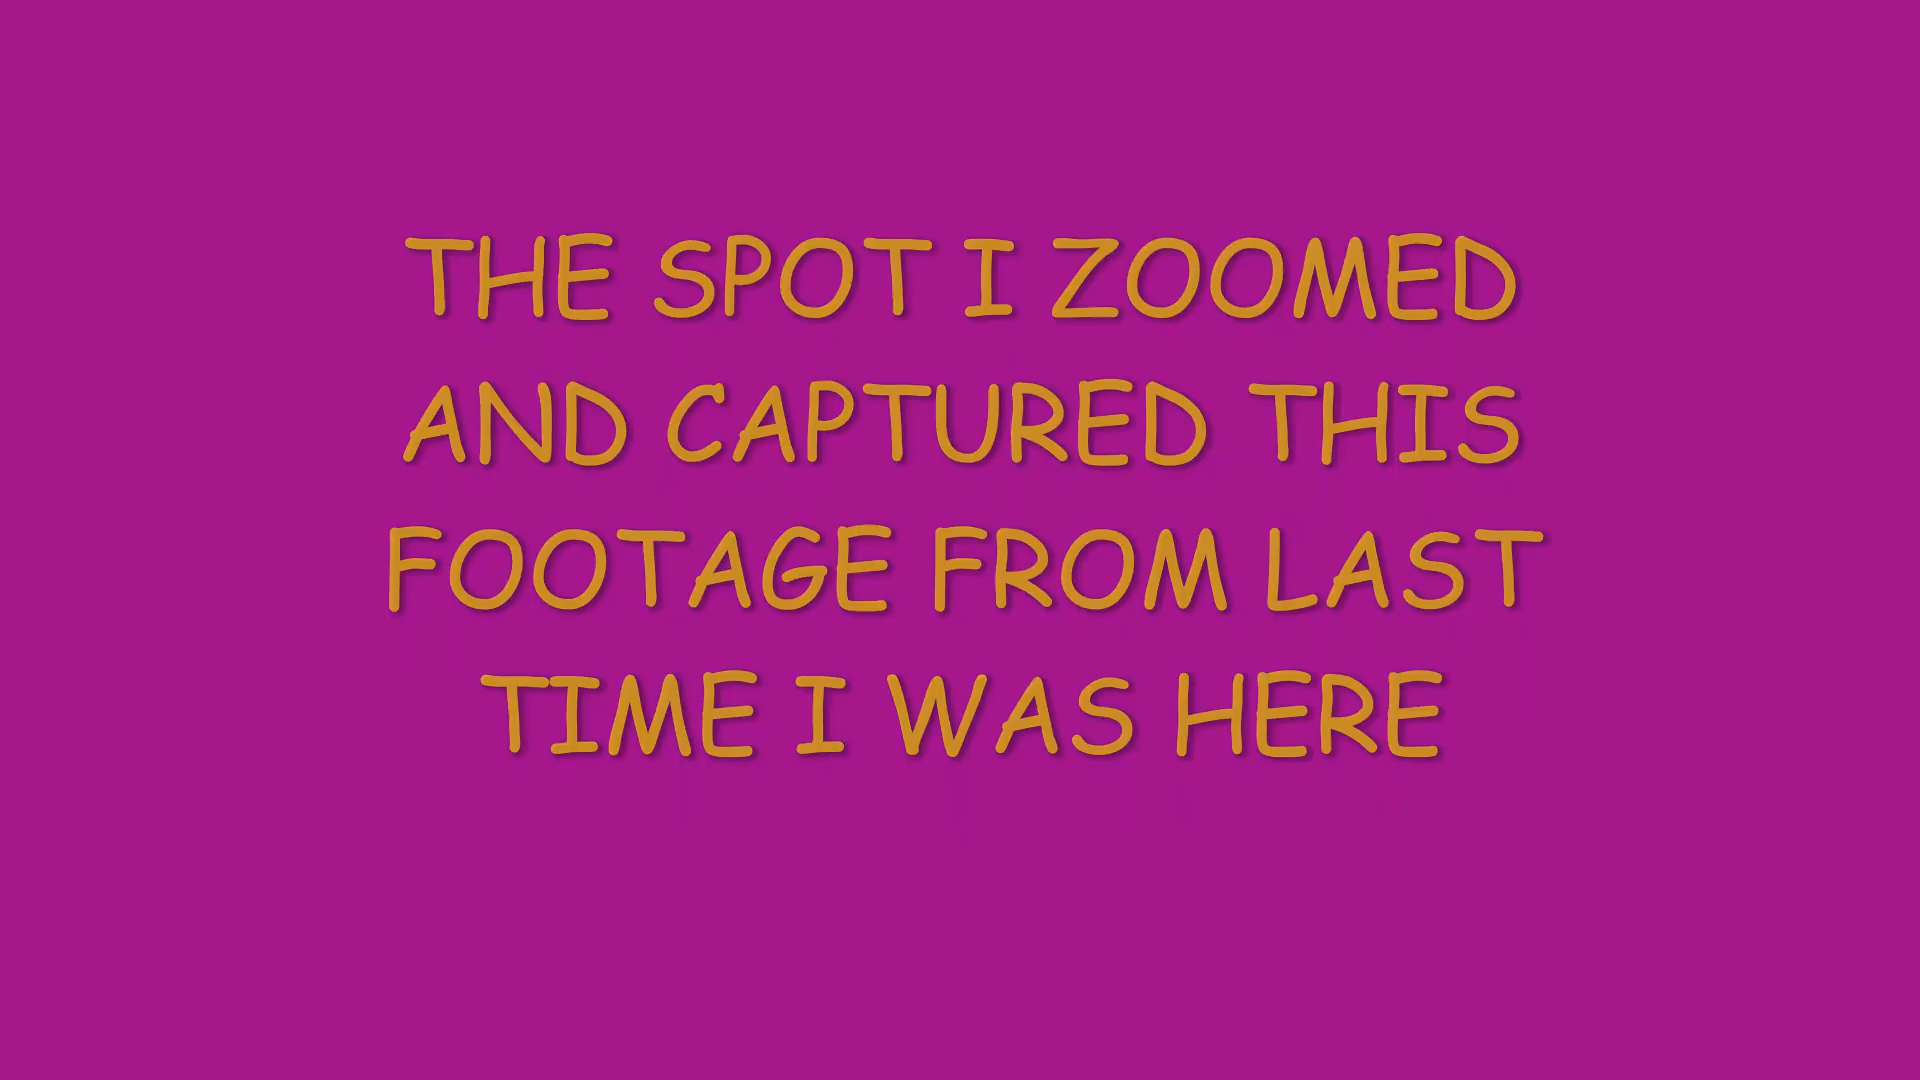 THE SPOT I ZOOMED
AND CAPTURED THIS
FOOTAGE FROM LAST
TIME I WAS HERE